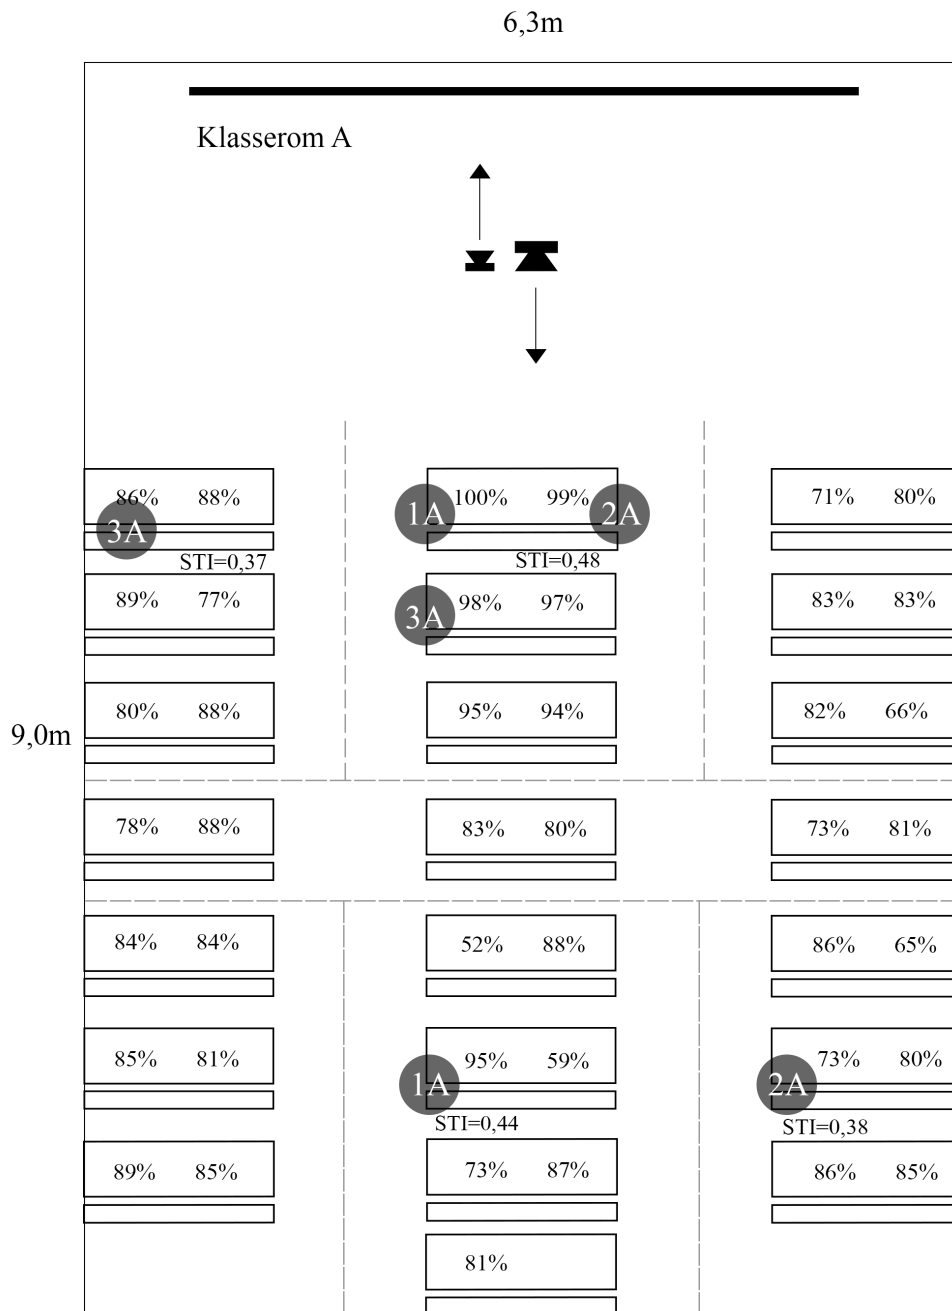 6,3m
Klasserom A
86% 88% 100% 99% 71% 80%
3A 1A 2A
STI=0,37 STI=0,48
89% 77% 98% 97% 83% 83%
3A
80% 88% 95% 94% 82% 66%
9,0m
78% 88% 83% 80% 73% 81%
84% 84% 52% 88% 86% 65%
85% 81% 95% 59% 73% 80%
1A 2A
STI=0,44 STI=0,38
89% 85% 73% 87% 86% 85%
81%